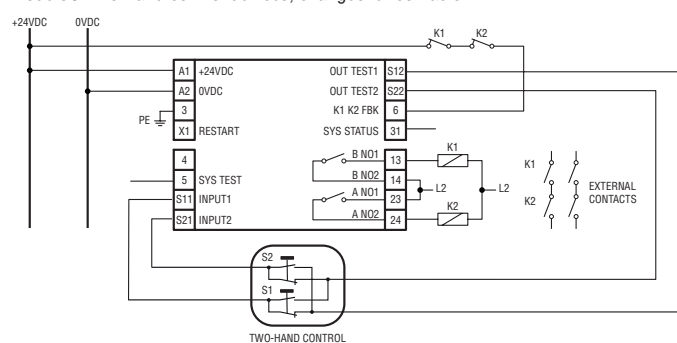 +24VDC 0VDC
K1 K2
A1 +24VDC OUT TEST1 S12
A2 0VDC OUT TEST2 S22
3 K1 K2 FBK 6
PE
X1 RESTART SYS STATUS 31
4 B NO1 13 K1
5 SYS TEST B NO2 14
S11 INPUT1 A NO1 23 L2 L2
S21 INPUT2 A NO2 24 K2
K1
K2 EXTERNAL
CONTACTS
S2
S1
TWO-HAND CONTROL